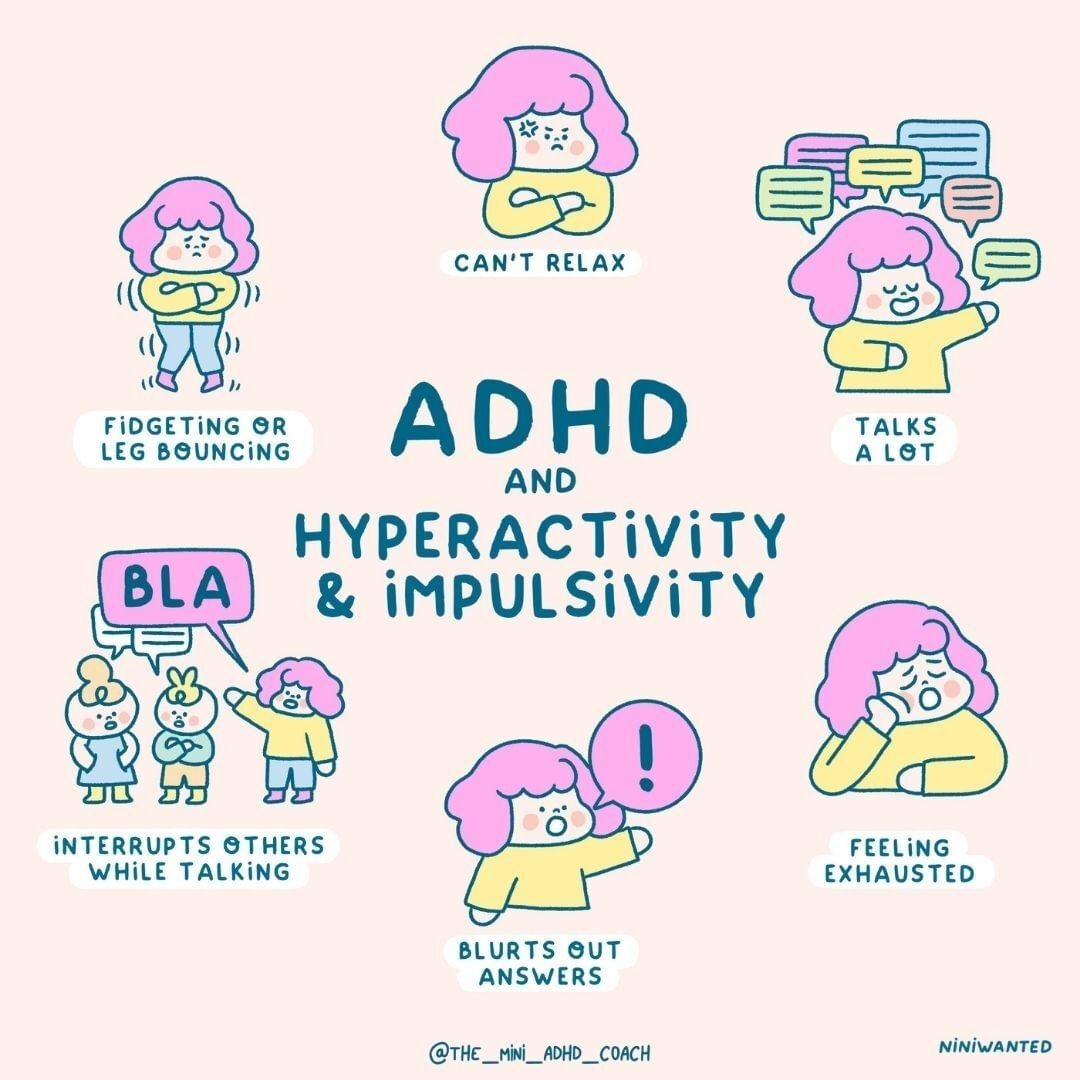 CAN'T RELAX
FIDGETING OR
LEG BOUNCING
TALKS
A LOT
ADHD
AND
HYPERACTIVITY
& IMPULSIVITY
BLA
INTERRUPTS OTHERS
WHILE TALKING
!
BLURTS OUT
ANSWERS
FEELING
EXHAUSTED
@THE_MINI_ADHD_COACH
NINIWANTED